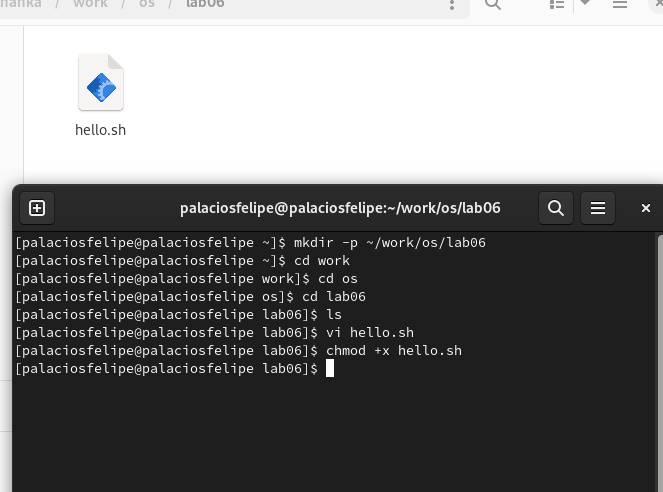 / work / os / lab06
hello.sh
palaciosfelipe@palaciosfelipe:~/work/os/lab06
[palaciosfelipe@palaciosfelipe ~]$ mkdir -p ~/work/os/lab06
[palaciosfelipe@palaciosfelipe ~]$ cd work
[palaciosfelipe@palaciosfelipe work]$ cd os
[palaciosfelipe@palaciosfelipe os]$ cd lab06
[palaciosfelipe@palaciosfelipe lab06]$ ls
[palaciosfelipe@palaciosfelipe lab06]$ vi hello.sh
[palaciosfelipe@palaciosfelipe lab06]$ chmod +x hello.sh
[palaciosfelipe@palaciosfelipe lab06]$